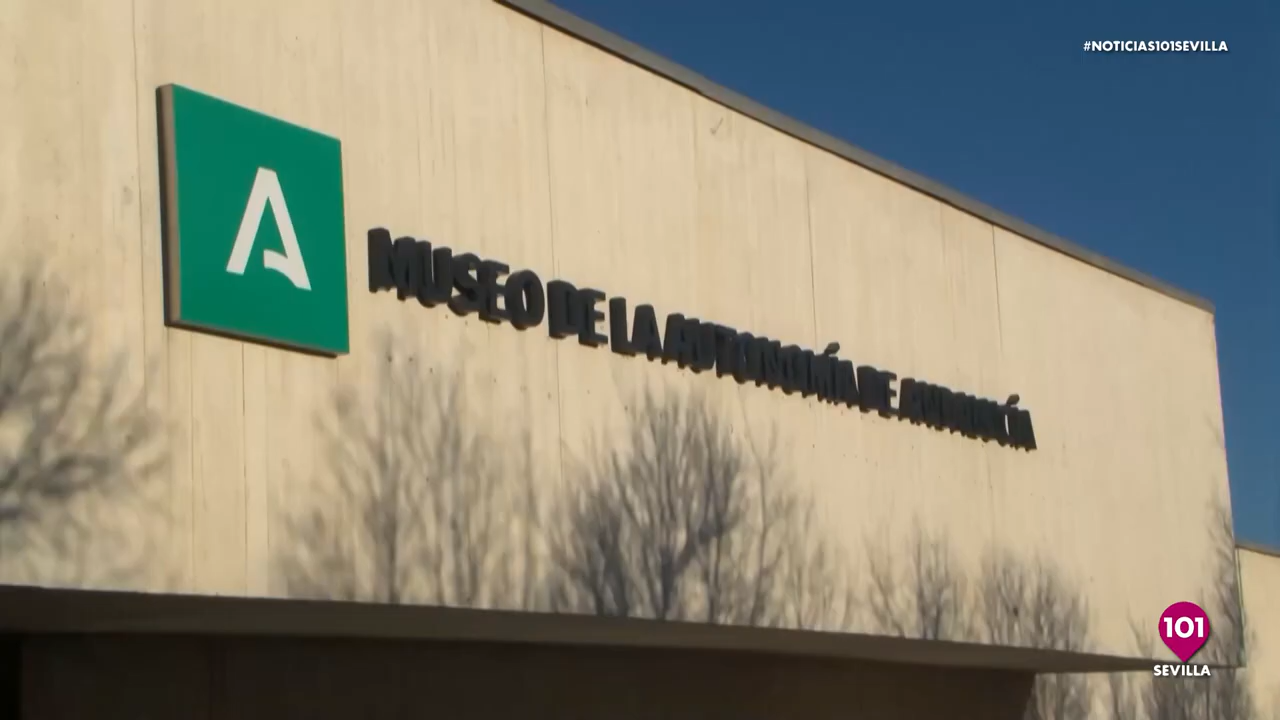 #NOTICIAS101SEVILLA
A
MUSEO DE LA AUTONOMÍA DE ANDALUCÍA
101
SEVILLA